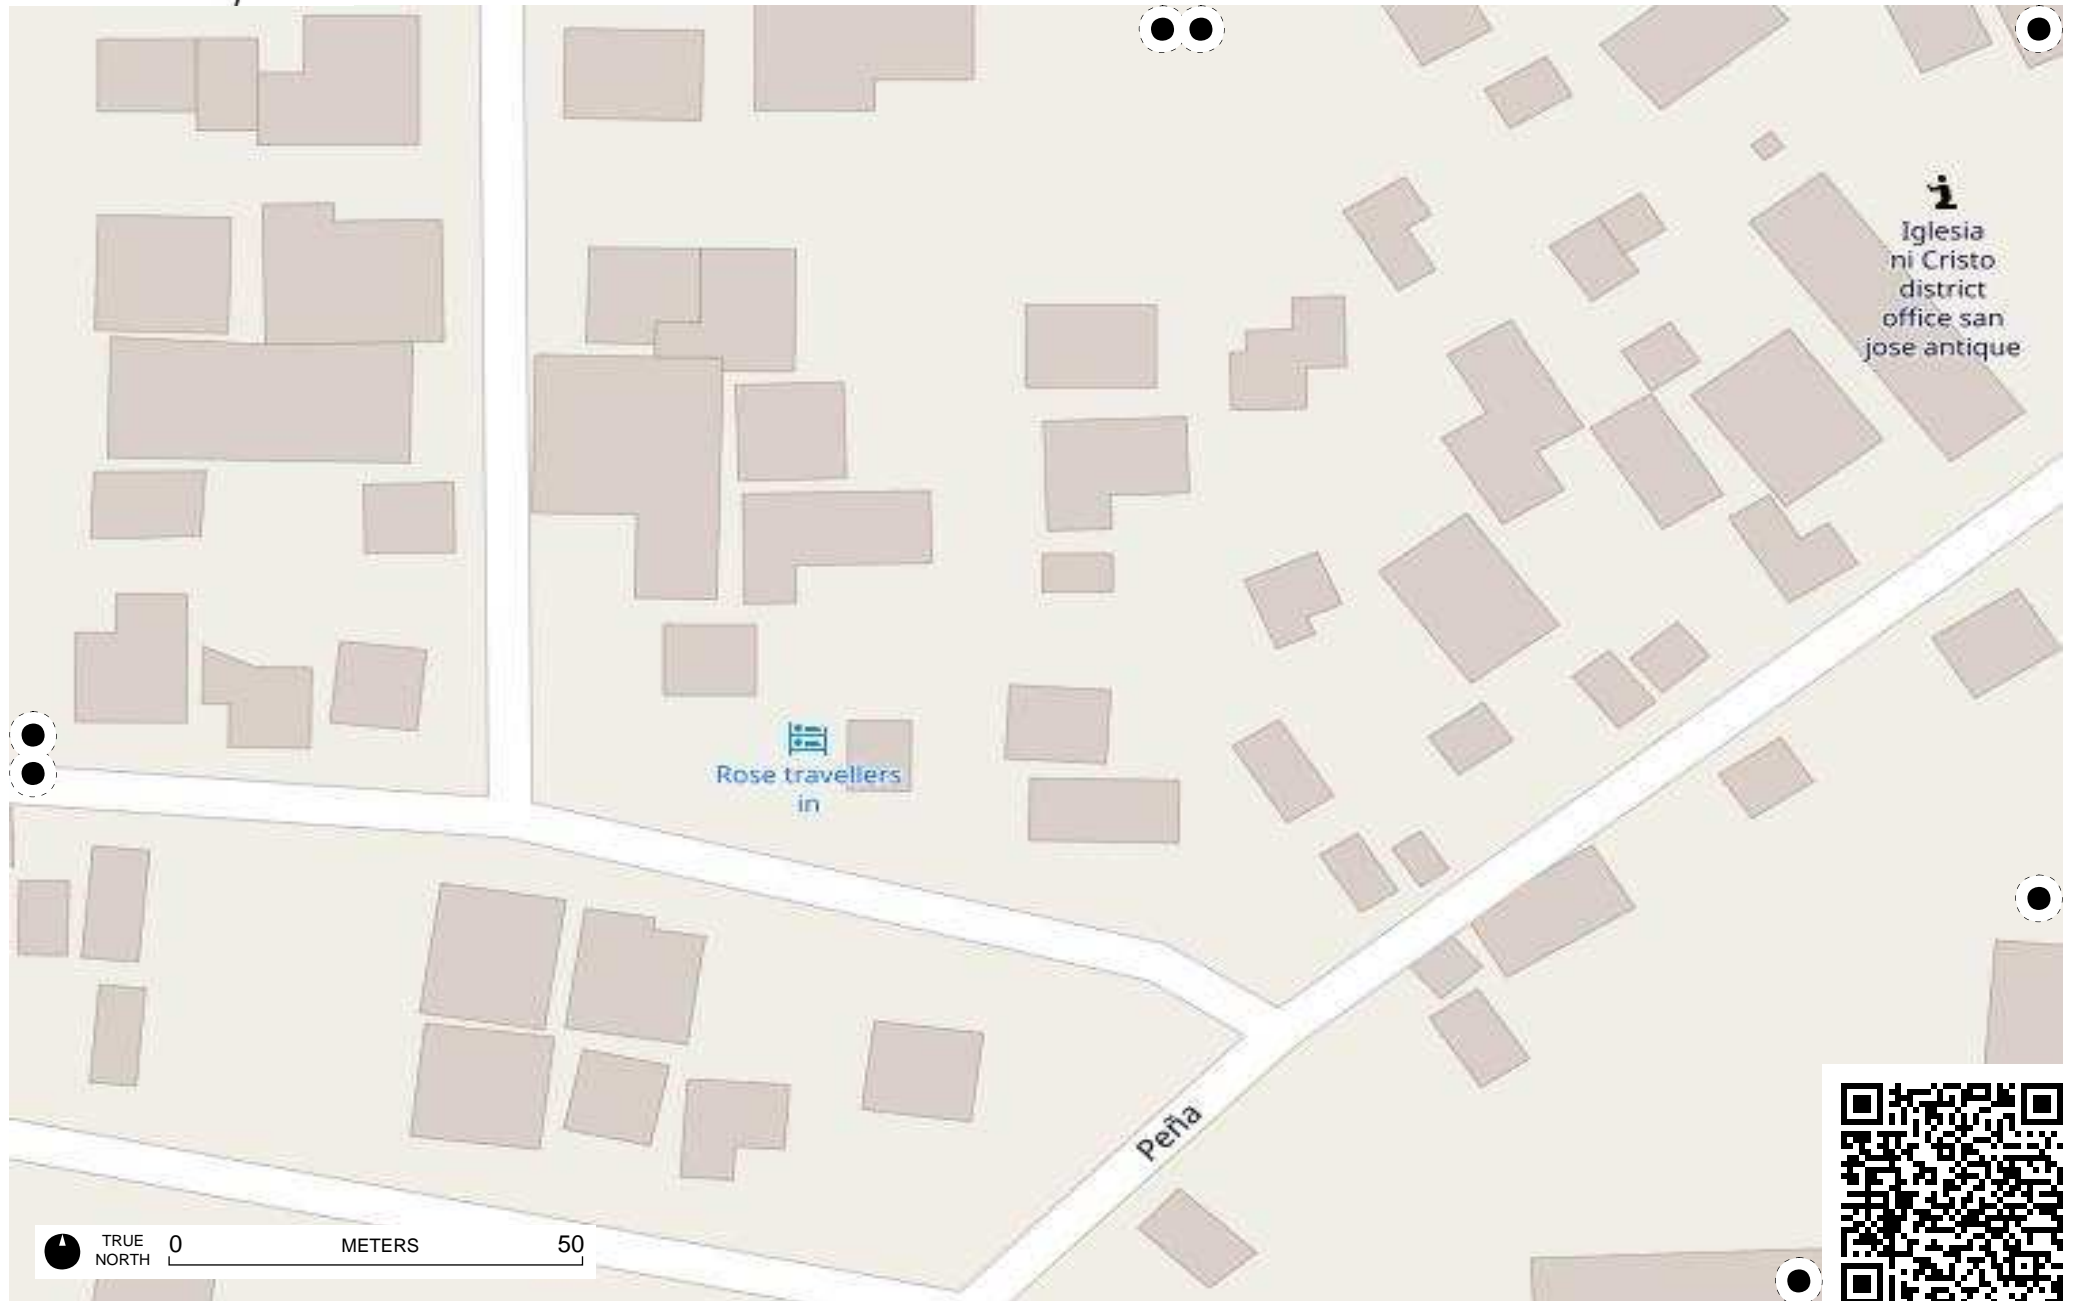 Iglesia
ni Cristo
district
office san
jose antique
Rose travellers
in
Peña
TRUE
NORTH
0 METERS 50